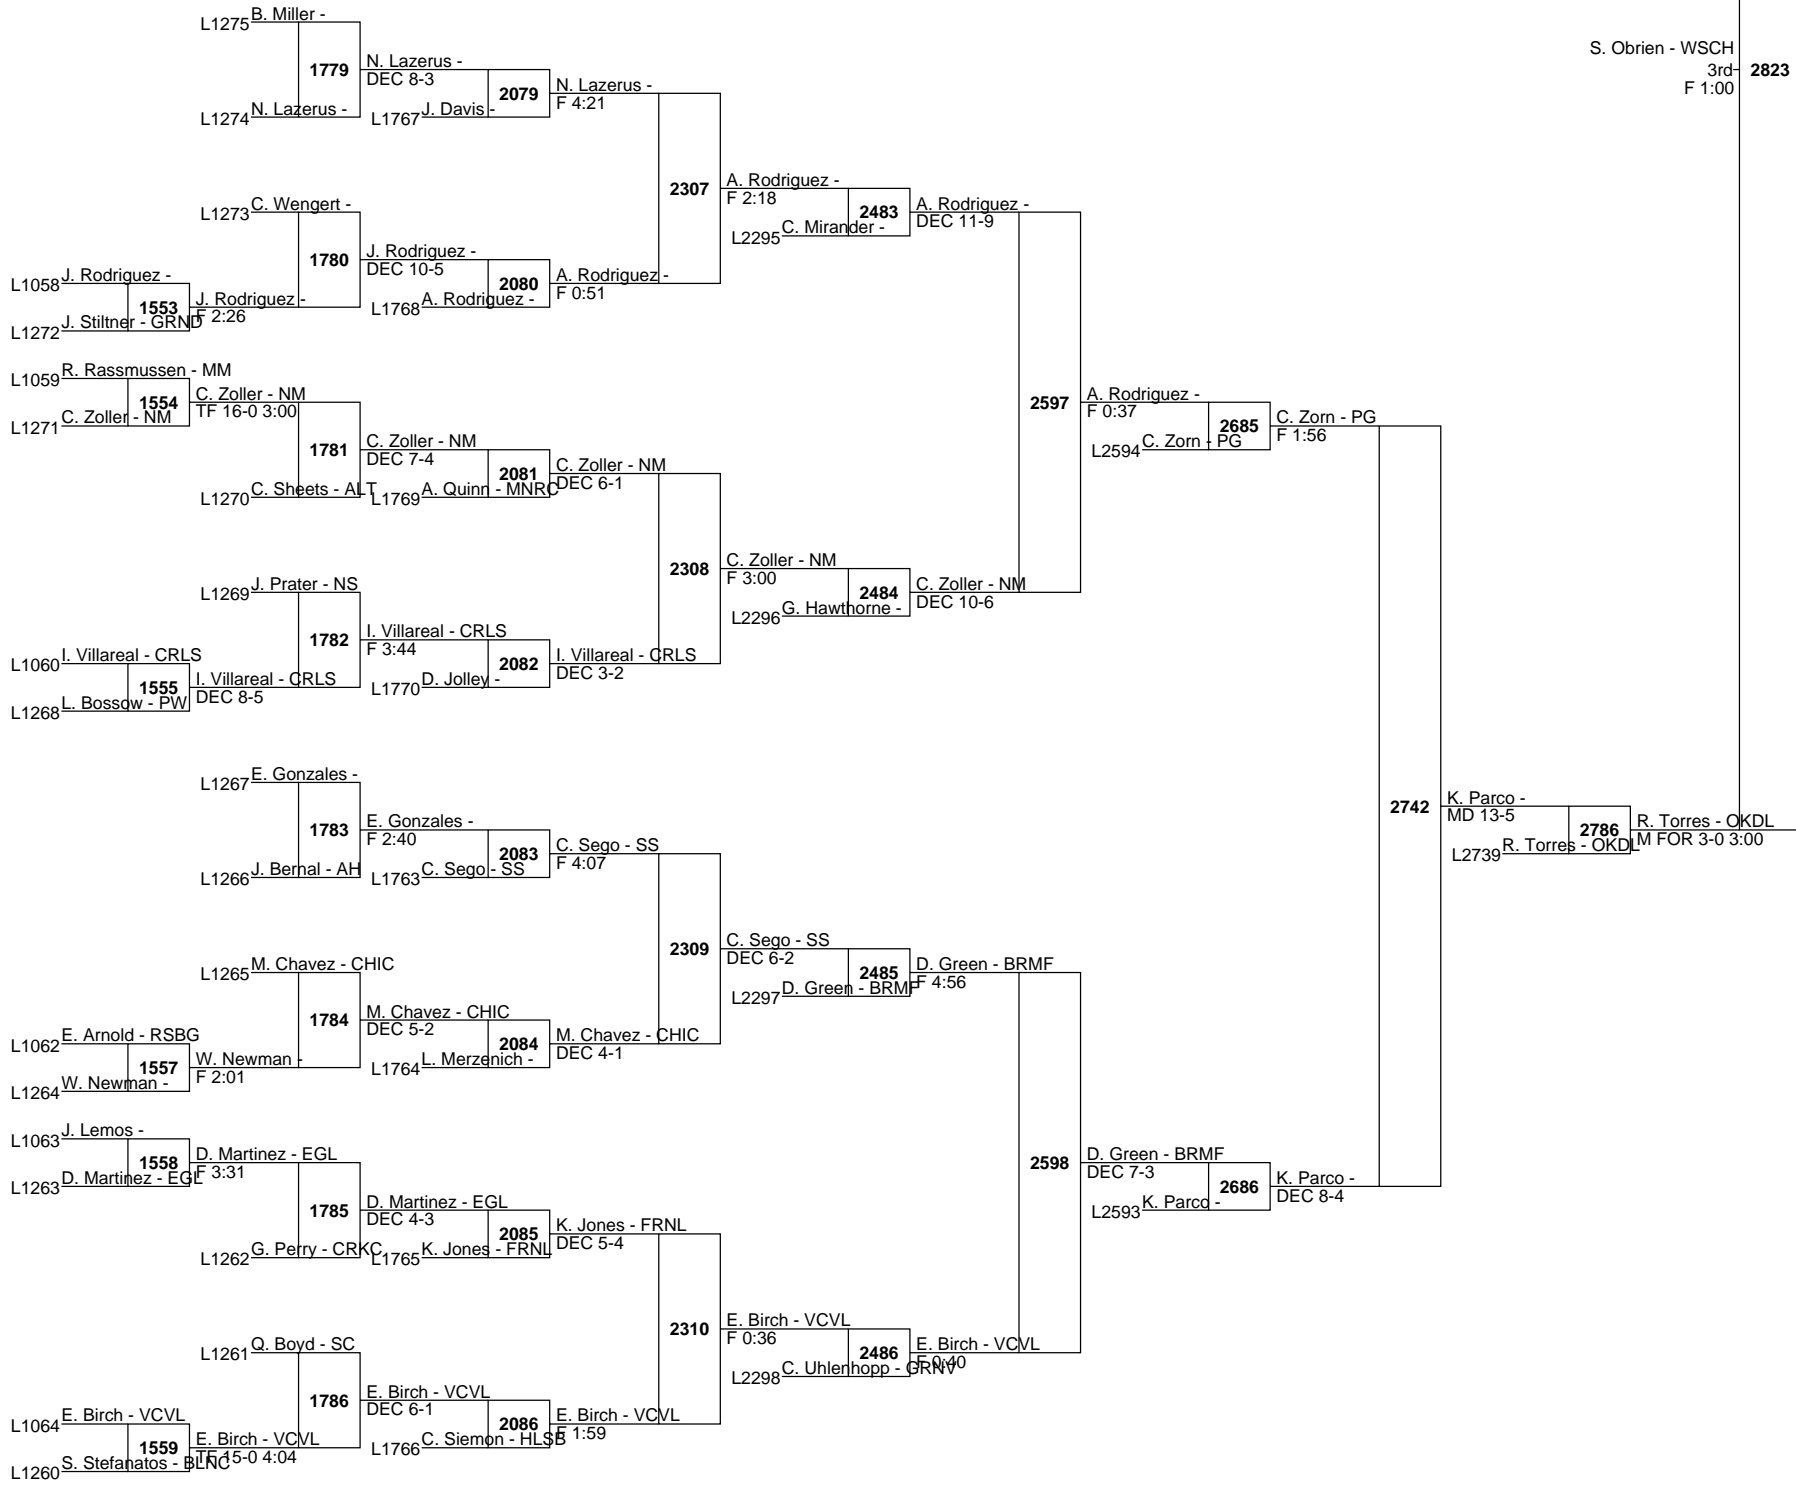 L1275 B. Miller -
1779
L1274 N. Lazerus -
N. Lazerus -
DEC 8-3
2079
L1767 J. Davis -
N. Lazerus -
F 4:21
L1273 C. Wengert -
1780
L1058 J. Rodriguez -
1553
L1272 J. Stiltner - GRND
J. Rodriguez -
F 2:26
J. Rodriguez -
DEC 10-5
2080
L1768 A. Rodriguez -
A. Rodriguez -
F 0:51
2307
A. Rodriguez -
F 2:18
2483
L2295 C. Mirander -
A. Rodriguez -
DEC 11-9
L1059 R. Rassmussen - MM
1554
L1271 C. Zoller - NM
C. Zoller - NM
TF 16-0 3:00
1781
L1270 C. Sheets - ALT
C. Zoller - NM
DEC 7-4
2081
L1769 A. Quinn - MNRC
C. Zoller - NM
DEC 6-1
L1269 J. Prater - NS
1782
L1060 I. Villareal - CRLS
1555
L1268 L. Bossow - PW
I. Villareal - CRLS
DEC 8-5
I. Villareal - CRLS
F 3:44
2082
L1770 D. Jolley -
I. Villareal - CRLS
DEC 3-2
2308
C. Zoller - NM
F 3:00
2484
L2296 G. Hawthorne -
C. Zoller - NM
DEC 10-6
2597
A. Rodriguez -
F 0:37
2685
L2594 C. Zorn - PG
C. Zorn - PG
F 1:56
L1267 E. Gonzales -
1783
L1266 J. Bernal - AH
E. Gonzales -
F 2:40
2083
L1763 C. Sego - SS
C. Sego - SS
F 4:07
L1265 M. Chavez - CHIC
1784
L1062 E. Arnold - RSBG
1557
L1264 W. Newman -
W. Newman -
F 2:01
M. Chavez - CHIC
DEC 5-2
2084
L1764 L. Merzenich -
M. Chavez - CHIC
DEC 4-1
2309
C. Sego - SS
DEC 6-2
2485
L2297 D. Green - BRMF
D. Green - BRMF
F 4:56
L1063 J. Lemos -
1558
L1263 D. Martinez - EGL
D. Martinez - EGL
F 3:31
1785
L1262 G. Perry - CRKC
D. Martinez - EGL
DEC 4-3
2085
L1765 K. Jones - FRNL
K. Jones - FRNL
DEC 5-4
L1261 Q. Boyd - SC
1786
L1064 E. Birch - VCVL
1559
L1260 S. Stefanatos - BLNC
E. Birch - VCVL
TF 15-0 4:04
E. Birch - VCVL
DEC 6-1
2086
L1766 C. Siemon - HLSB
E. Birch - VCVL
F 1:59
2310
E. Birch - VCVL
F 0:36
2486
L2298 C. Uhlenhopp - GRNV
E. Birch - VCVL
F 0:40
2598
D. Green - BRMF
DEC 7-3
2686
L2593 K. Parco -
K. Parco -
DEC 8-4
2742
K. Parco -
MD 13-5
2786
L2739 R. Torres - OKDL
R. Torres - OKDL
M FOR 3-0 3:00
S. Obrien - WSCH
3rd
F 1:00
2823